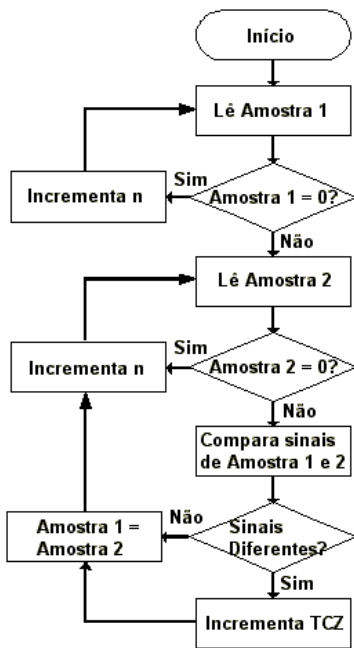 Início
Lê Amostra 1
Sim
Incrementa n
Amostra 1 = 0?
Não
Lê Amostra 2
Sim
Incrementa n
Amostra 2 = 0?
Não
Compara sinais
de Amostra 1 e 2
Não
Amostra 1 =
Amostra 2
Sinais
Diferentes?
Sim
Incrementa TCZ